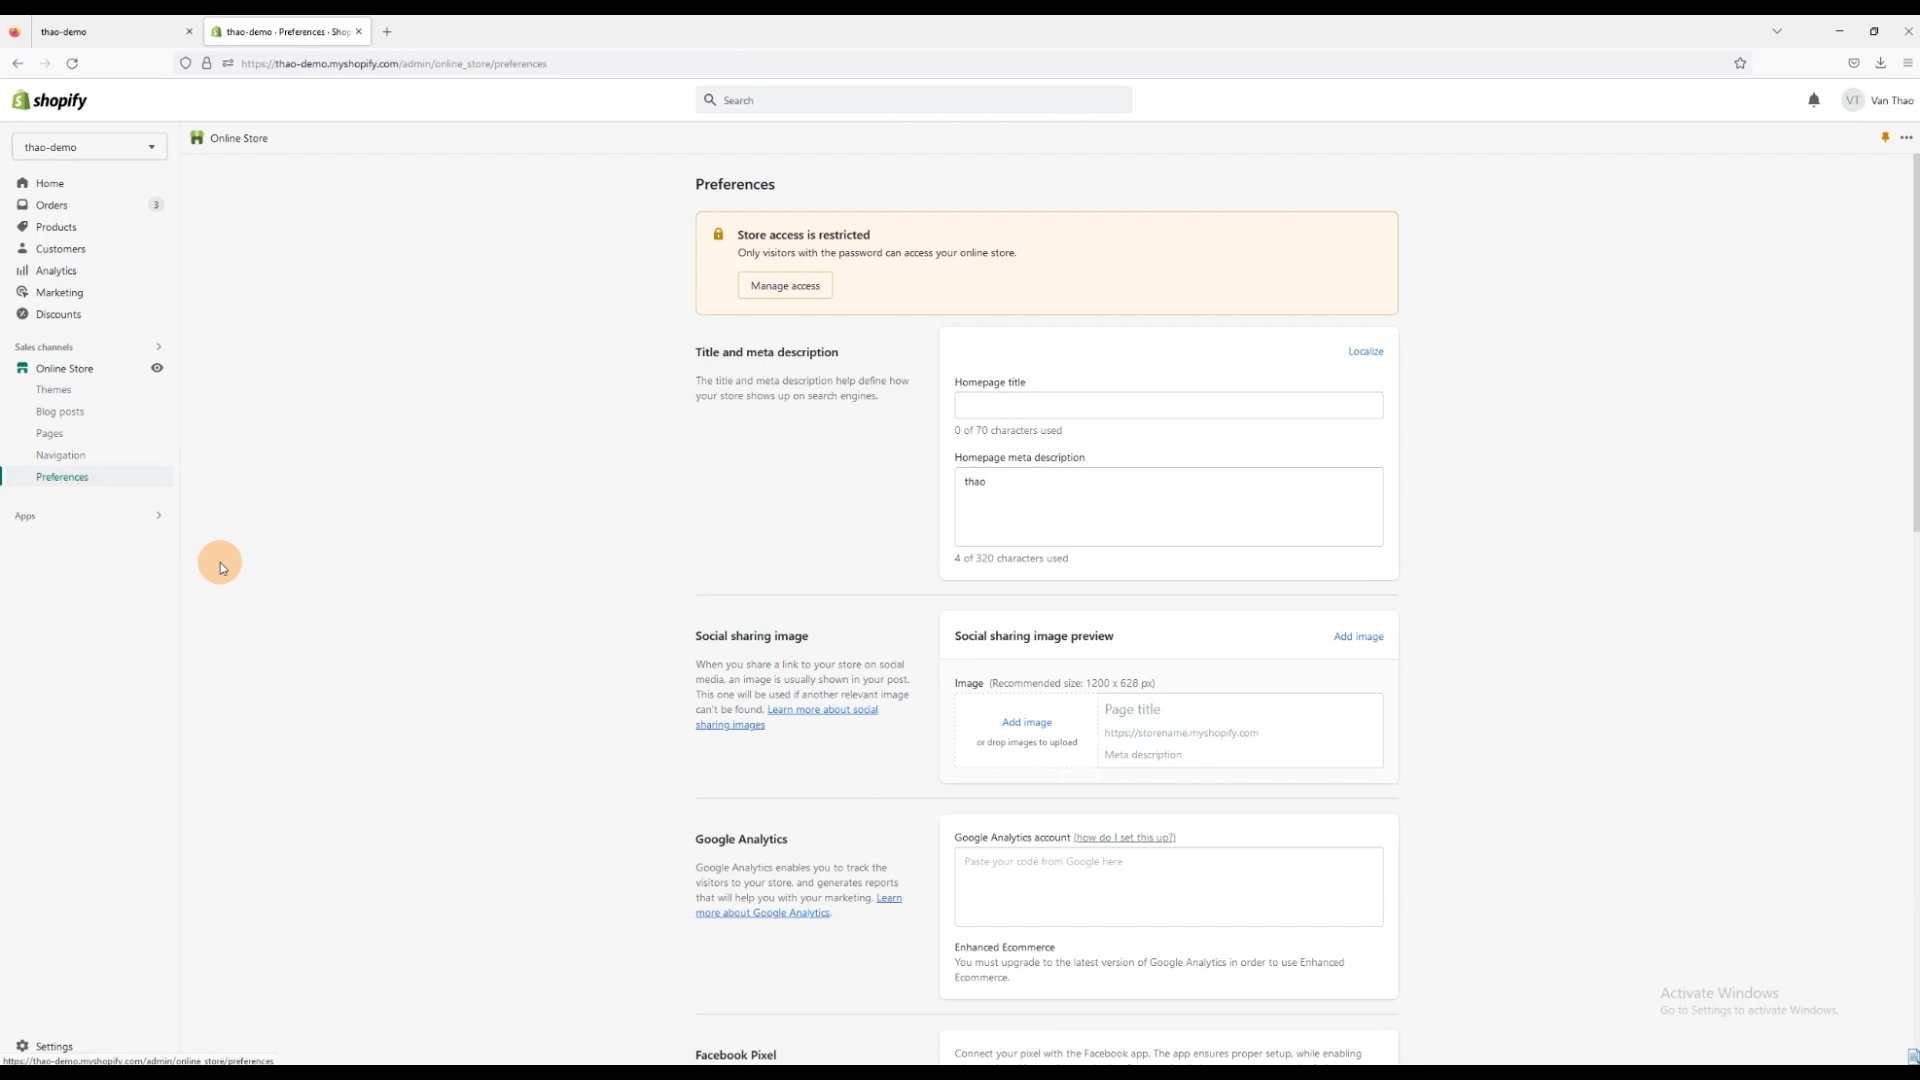 thao-demo
thao-demo · Preferences · Shop
https://thao-demo.myshopify.com/admin/online_store/preferences
shopify
Search
VT
Van Thao
thao-demo
Online Store
Home
Orders
3
Products
Customers
Analytics
Marketing
Discounts
Sales channels
Online Store
Themes
Blog posts
Pages
Navigation
Preferences
Apps
Settings
https://thao-demo.myshopify.com/admin/online_store/preferences
Preferences
Store access is restricted
Only visitors with the password can access your online store.
Manage access
Title and meta description
The title and meta description help define how
your store shows up on search engines.
Localize
Homepage title
0 of 70 characters used
Homepage meta description
thao
4 of 320 characters used
Social sharing image
When you share a link to your store on social
media, an image is usually shown in your post.
This one will be used if another relevant image
can't be found. Learn more about social
sharing images
Social sharing image preview
Add image
Image (Recommended size: 1200 x 628 px)
Add image
or drop images to upload
Page title
https://storename.myshopify.com
Meta description
Google Analytics
Google Analytics enables you to track the
visitors to your store, and generates reports
that will help you with your marketing. Learn
more about Google Analytics.
Google Analytics account (how do I set this up?)
Paste your code from Google here
Enhanced Ecommerce
You must upgrade to the latest version of Google Analytics in order to use Enhanced
Ecommerce.
Facebook Pixel
Connect your pixel with the Facebook app. The app ensures proper setup, while enabling
Activate Windows
Go to Settings to activate Windows.